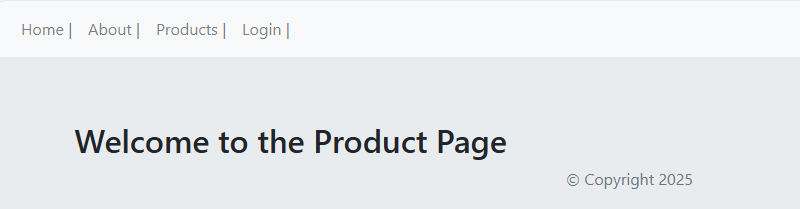 Home | About | Products | Login |
Welcome to the Product Page
© Copyright 2025